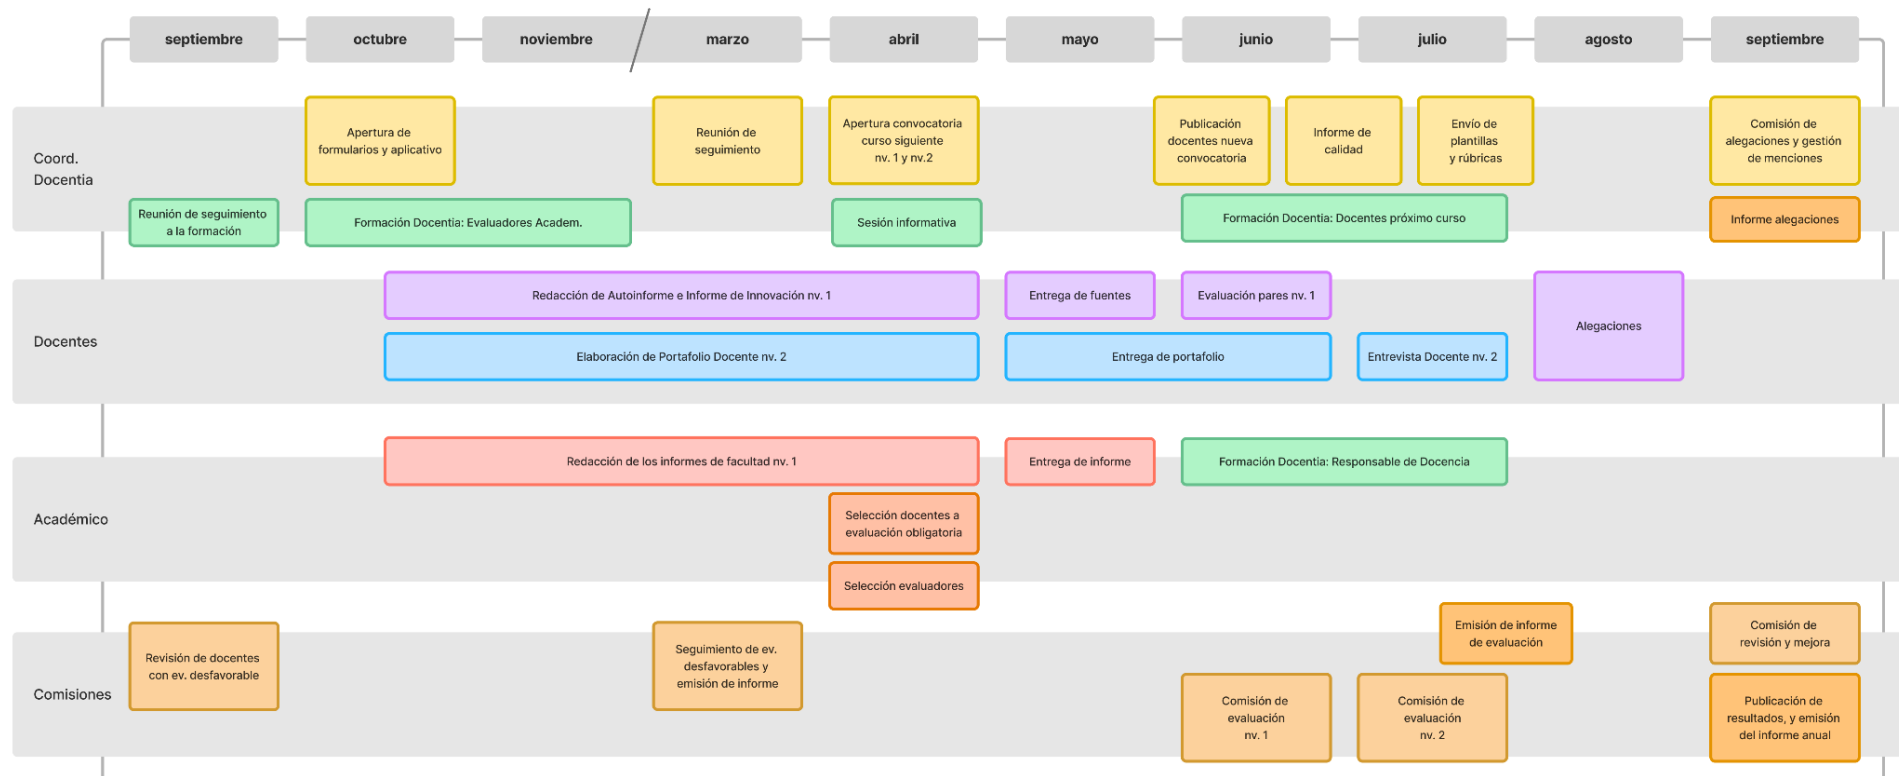 septiembre
octubre
noviembre
marzo
abril
mayo
junio
julio
agosto
septiembre
Coord.
Docentia
Apertura de
formularios y aplicativo
Reunión de
seguimiento
Apertura convocatoria
curso siguiente
nv. 1 y nv.2
Publicación
docentes nueva
convocatoria
Informe de
calidad
Envío de
plantillas
y rúbricas
Comisión de
alegaciones y gestión
de menciones
Reunión de seguimiento
a la formación
Formación Docentia: Evaluadores Academ.
Sesión informativa
Formación Docentia: Docentes próximo curso
Informe alegaciones
Docentes
Redacción de Autoinforme e Informe de Innovación nv. 1
Entrega de fuentes
Evaluación pares nv. 1
Alegaciones
Elaboración de Portafolio Docente nv. 2
Entrega de portafolio
Entrevista Docente nv. 2
Académico
Redacción de los informes de facultad nv. 1
Entrega de informe
Formación Docentia: Responsable de Docencia
Selección docentes a
evaluación obligatoria
Selección evaluadores
Comisiones
Revisión de docentes
con ev. desfavorable
Seguimiento de ev.
desfavorables y
emisión de informe
Emisión de informe
de evaluación
Comisión de
revisión y mejora
Comisión de
evaluación
nv. 1
Comisión de
evaluación
nv. 2
Publicación de
resultados, y emisión
del informe anual